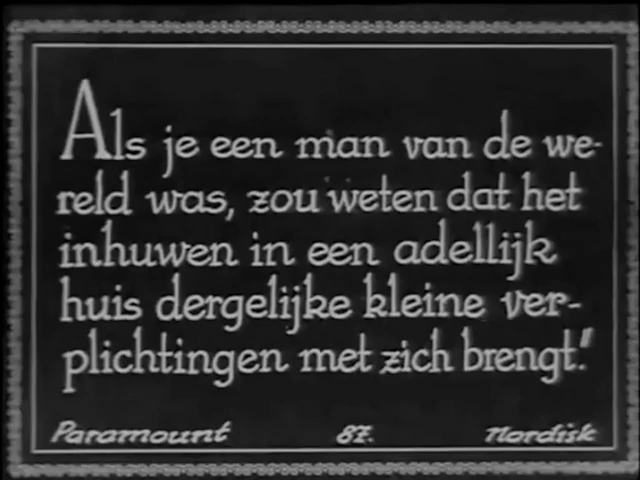 Als je een man van de we-
reld was, zou weten dat het
inhuwen in een adellijk
huis dergelijke kleine ver-
plichtingen met zich brengt."
Paramount 87. Nordisk